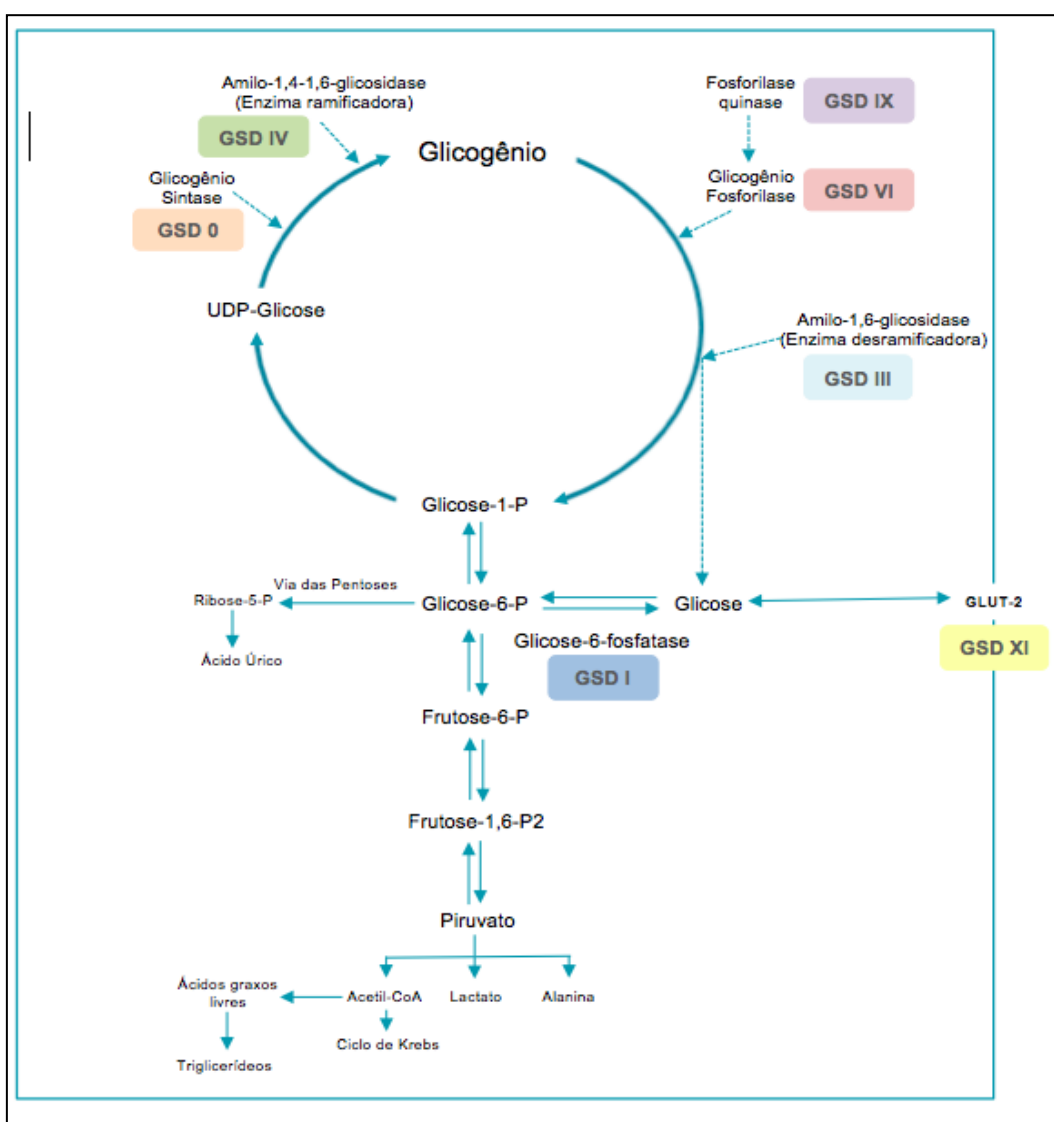 Amilo-1,4-1,6-glicosidase
(Enzima ramificadora)
GSD IV
Fosforilase
quinase
GSD IX
Glicogênio
Glicogênio
Sintase
GSD 0
Glicogênio
Fosforilase
GSD VI
UDP-Glicose
Amilo-1,6-glicosidase
(Enzima desramificadora)
GSD III
Glicose-1-P
Via das Pentoses
Ribose-5-P
Glicose-6-P
Glicose
GLUT-2
Ácido Úrico
Glicose-6-fosfatase
GSD I
GSD XI
Frutose-6-P
Frutose-1,6-P2
Piruvato
Ácidos graxos
livres
Acetil-CoA
Lactato
Alanina
Ciclo de Krebs
Triglicerídeos